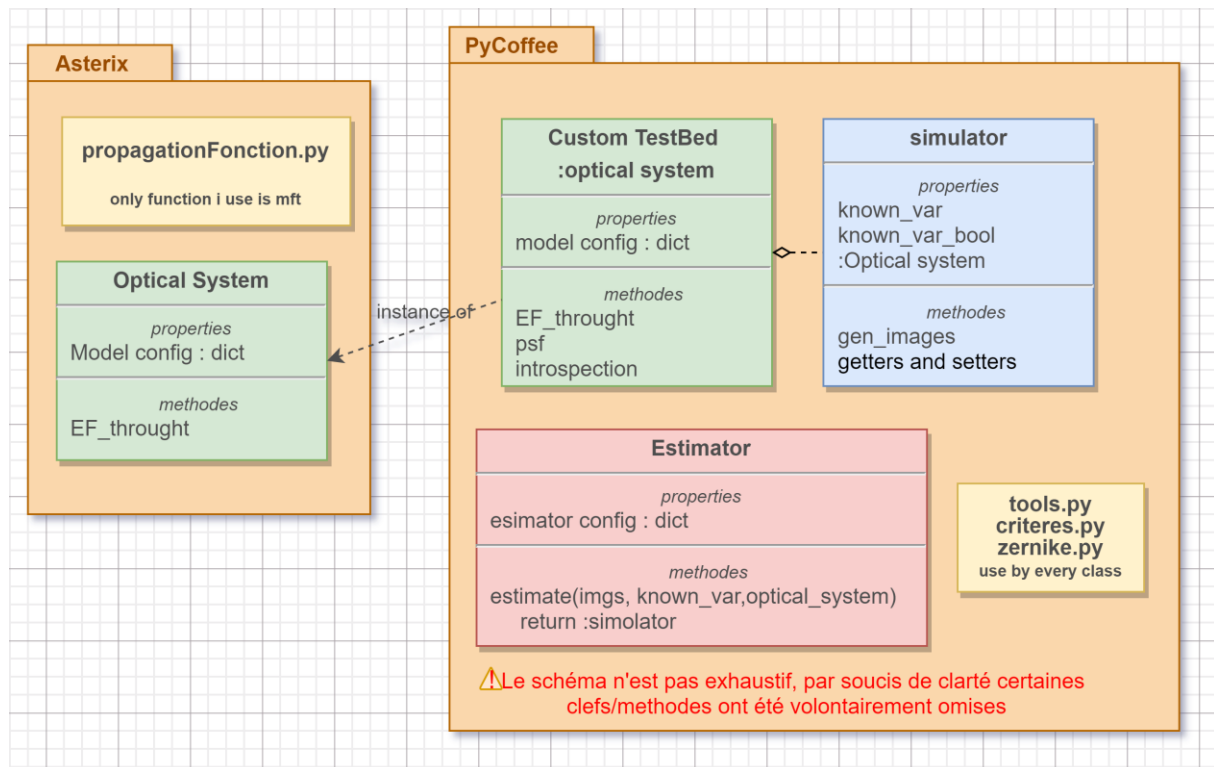 Asterix
propagationFonction.py
only function i use is mft
Optical System
properties
Model config : dict
methodes
EF_throught
instance of
PyCoffee
Custom TestBed
:optical system
properties
model config : dict
methodes
EF_throught
psf
introspection
simulator
properties
known_var
known_var_bool
:Optical system
methodes
gen_images
getters and setters
Estimator
properties
esimator config : dict
methodes
estimate(imgs, known_var,optical_system)
return :simolator
tools.py
criteres.py
zernike.py
use by every class
⚠Le schéma n'est pas exhaustif, par soucis de clarté certaines
clefs/methodes ont été volontairement omises